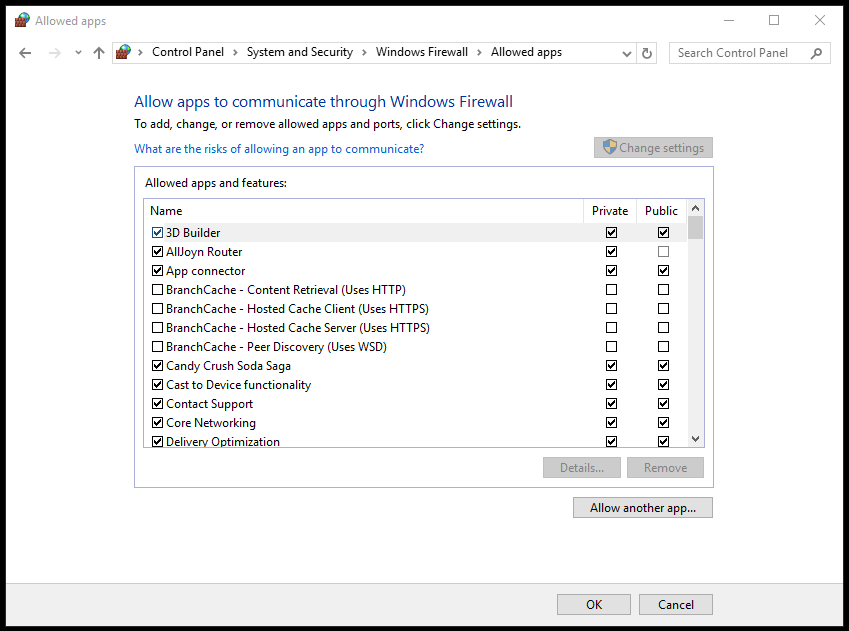 Allowed apps
Control Panel > System and Security > Windows Firewall > Allowed apps
Search Control Panel
Allow apps to communicate through Windows Firewall
To add, change, or remove allowed apps and ports, click Change settings.
What are the risks of allowing an app to communicate?
Change settings
Allowed apps and features:
Name Private Public
3D Builder
AllJoyn Router
App connector
BranchCache - Content Retrieval (Uses HTTP)
BranchCache - Hosted Cache Client (Uses HTTPS)
BranchCache - Hosted Cache Server (Uses HTTPS)
BranchCache - Peer Discovery (Uses WSD)
Candy Crush Soda Saga
Cast to Device functionality
Contact Support
Core Networking
Delivery Optimization
Details... Remove
Allow another app...
OK Cancel